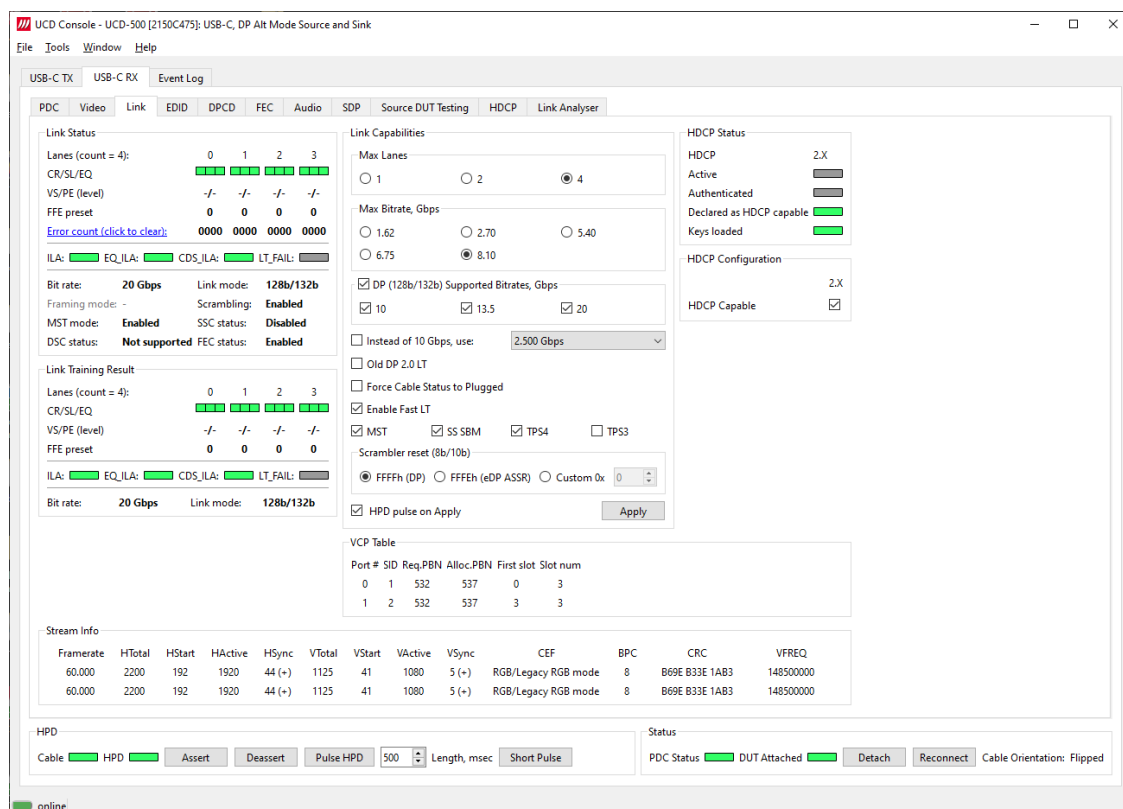 UCD Console - UCD-500 [2150C475]: USB-C, DP Alt Mode Source and Sink
File Tools Window Help
USB-C TX USB-C RX Event Log
PDC Video Link EDID DPCD FEC Audio SDP Source DUT Testing HDCP Link Analyser
Link Status
Lanes (count = 4): 0 1 2 3
CR/SL/EQ
VS/PE (level) -/- -/- -/- -/-
FFE preset 0 0 0 0
Error count (click to clear): 0000 0000 0000 0000
ILA: EQ_ILA: CDS_ILA: LT_FAIL:
Bit rate: 20 Gbps Link mode: 128b/132b
Framing mode: - Scrambling: Enabled
MST mode: Enabled SSC status: Disabled
DSC status: Not supported FEC status: Enabled
Link Training Result
Lanes (count = 4): 0 1 2 3
CR/SL/EQ
VS/PE (level) -/- -/- -/- -/-
FFE preset 0 0 0 0
ILA: EQ_ILA: CDS_ILA: LT_FAIL:
Bit rate: 20 Gbps Link mode: 128b/132b
Link Capabilities
Max Lanes
1 2 4
Max Bitrate, Gbps
1.62 2.70 5.40
6.75 8.10
DP (128b/132b) Supported Bitrates, Gbps
10 13.5 20
Instead of 10 Gbps, use: 2.500 Gbps
Old DP 2.0 LT
Force Cable Status to Plugged
Enable Fast LT
MST SS SBM TPS4 TPS3
Scrambler reset (8b/10b)
FFFFh (DP) FFFEh (eDP ASSR) Custom 0x 0
HPD pulse on Apply Apply
HDCP Status
HDCP 2.X
Active
Authenticated
Declared as HDCP capable
Keys loaded
HDCP Configuration
2.X
HDCP Capable
VCP Table
Port # SID Req.PBN Alloc.PBN First slot Slot num
0 1 532 537 0 3
1 2 532 537 3 3
Stream Info
Framerate HTotal HStart HActive HSync VTotal VStart VActive VSync CEF BPC CRC VFREQ
60.000 2200 192 1920 44 (+) 1125 41 1080 5 (+) RGB/Legacy RGB mode 8 B69E B33E 1AB3 148500000
60.000 2200 192 1920 44 (+) 1125 41 1080 5 (+) RGB/Legacy RGB mode 8 B69E B33E 1AB3 148500000
HPD
Cable HPD Assert Deassert Pulse HPD 500 Length, msec Short Pulse
Status
PDC Status DUT Attached Detach Reconnect Cable Orientation: Flipped
online